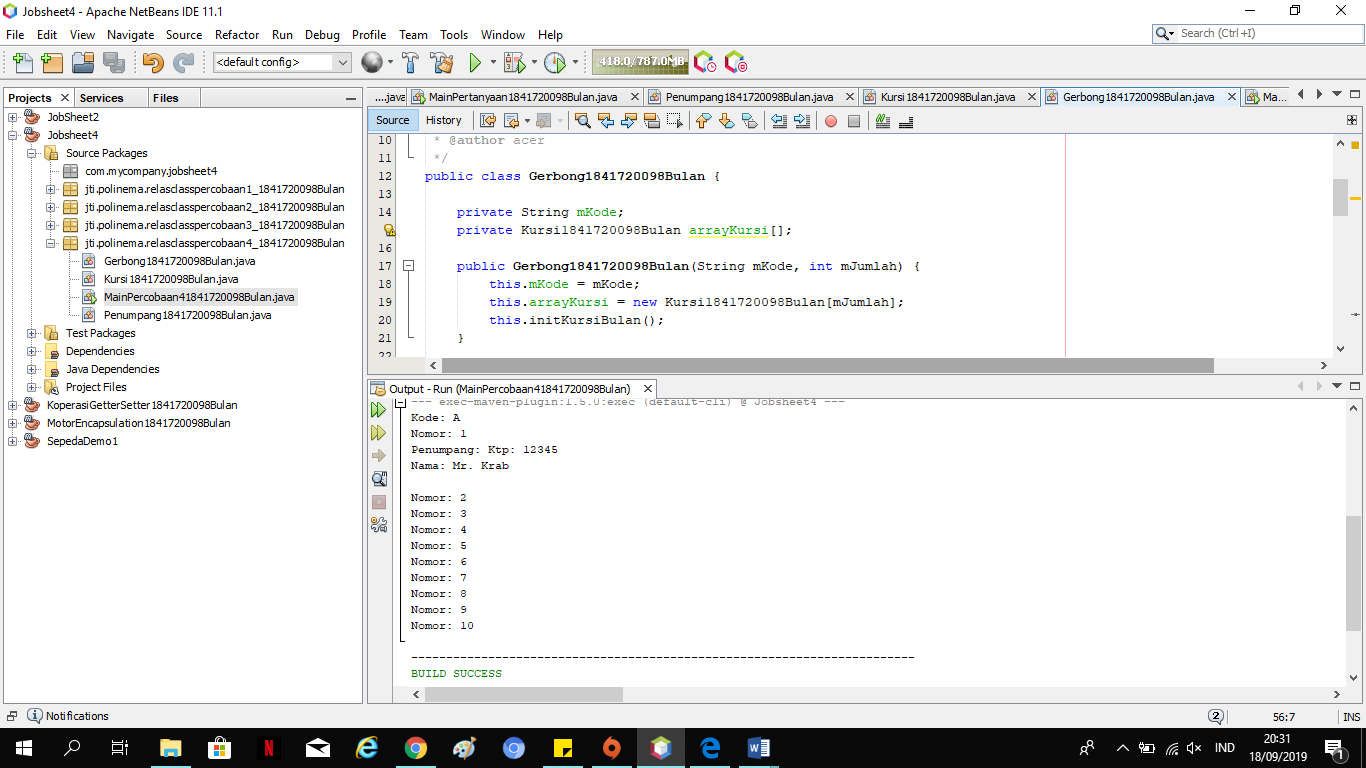 Jobsheet4 - Apache NetBeans IDE 11.1
File Edit View Navigate Source Refactor Run Debug Profile Team Tools Window Help
Search (Ctrl+I)
<default config>
418.0/787.0MB
Projects
Services
Files
JobSheet2
Jobsheet4
Source Packages
com.mycompany.jobsheet4
jti.polinema.relasclasspercobaan1_1841720098Bulan
jti.polinema.relasclasspercobaan2_1841720098Bulan
jti.polinema.relasclasspercobaan3_1841720098Bulan
jti.polinema.relasclasspercobaan4_1841720098Bulan
Gerbong1841720098Bulan.java
Kursi1841720098Bulan.java
MainPercobaan41841720098Bulan.java
Penumpang1841720098Bulan.java
Test Packages
Dependencies
Java Dependencies
Project Files
KoperasiGetterSetter1841720098Bulan
MotorEncapsulation1841720098Bulan
SepedaDemo1
....java MainPertanyaan1841720098Bulan.java Penumpang1841720098Bulan.java Kursi1841720098Bulan.java Gerbong1841720098Bulan.java Ma...
Source History
10 * @author acer
11 */
12 public class Gerbong1841720098Bulan {
13
14 private String mKode;
private Kursi1841720098Bulan arrayKursi[];
16
17 public Gerbong1841720098Bulan(String mKode, int mJumlah) {
18 this.mKode = mKode;
19 this.arrayKursi = new Kursi1841720098Bulan[mJumlah];
20 this.initKursiBulan();
21 }
22
Output - Run (MainPercobaan41841720098Bulan)
--- exec-maven-plugin:1.5.0:exec (default-cli) @ Jobsheet4 ---
Kode: A
Nomor: 1
Penumpang: Ktp: 12345
Nama: Mr. Krab
Nomor: 2
Nomor: 3
Nomor: 4
Nomor: 5
Nomor: 6
Nomor: 7
Nomor: 8
Nomor: 9
Nomor: 10
------------------------------------------------------------------------
BUILD SUCCESS
Notifications
2
56:7
INS
IND
20:31
18/09/2019
1